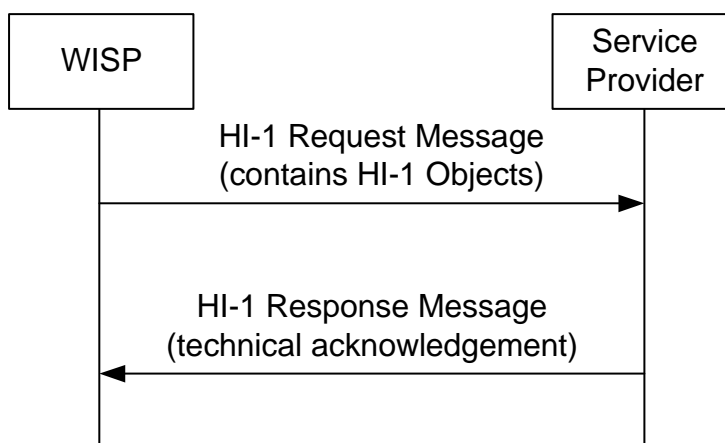 WISP
Service
Provider
HI-1 Request Message
(contains HI-1 Objects)
HI-1 Response Message
(technical acknowledgement)